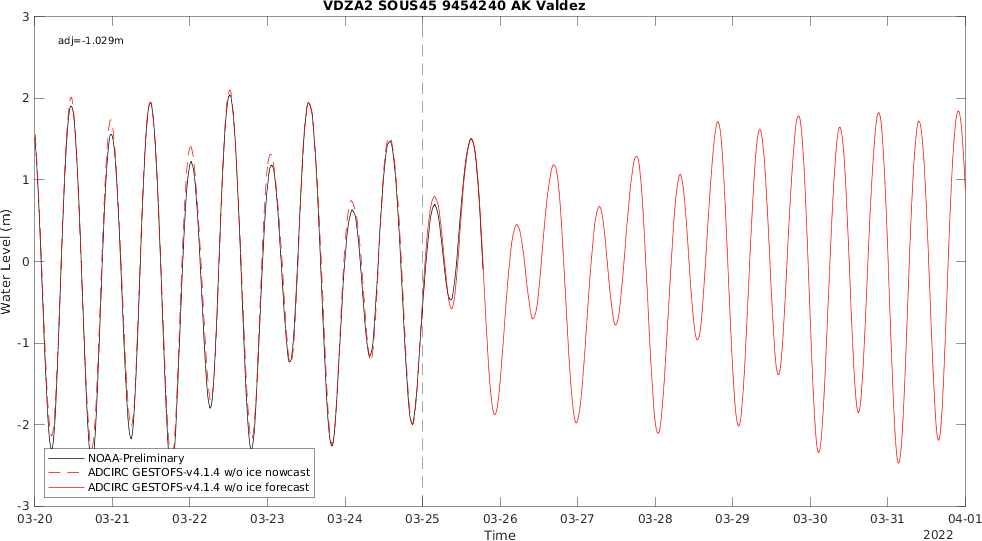 VDZA2 SOUS45 9454240 AK Valdez
adj=-1.029m
3
2
1
0
-1
-2
-3
Water Level (m)
NOAA-Preliminary
ADCIRC GESTOFS-v4.1.4 w/o ice nowcast
ADCIRC GESTOFS-v4.1.4 w/o ice forecast
03-20 03-21 03-22 03-23 03-24 03-25 03-26 03-27 03-28 03-29 03-30 03-31 04-01
Time
2022